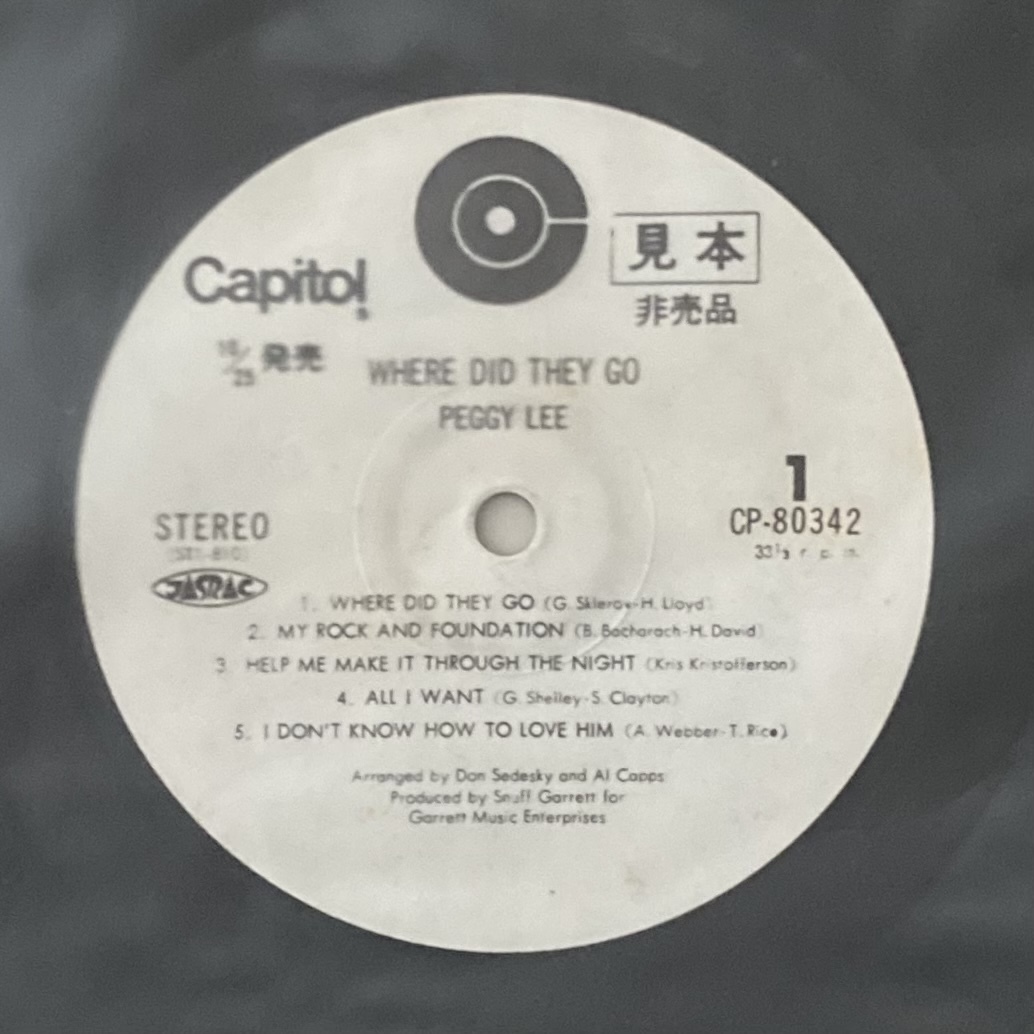 Capitol
®
見本
非売品
10/25 発売
WHERE DID THEY GO
PEGGY LEE
1
CP-80342
33⅓ r. p. m.
STEREO
JASRAC
1. WHERE DID THEY GO (G. Sklerov-H. Lloyd)
2. MY ROCK AND FOUNDATION (B. Bacharach-H. David)
3. HELP ME MAKE IT THROUGH THE NIGHT (Kris Kristofferson)
4. ALL I WANT (G. Shelley-S. Clayton)
5. I DON'T KNOW HOW TO LOVE HIM (A. Webber-T. Rice)
Arranged by Don Sedesky and Al Capps
Produced by Snuff Garrett for
Garrett Music Enterprises